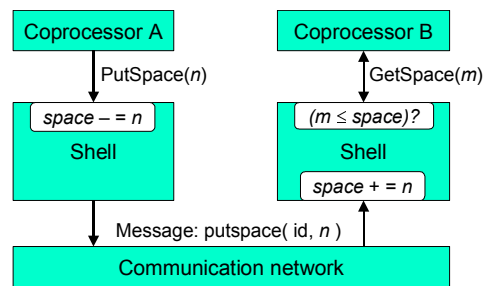 Coprocessor A
Coprocessor B
PutSpace(n)
GetSpace(m)
space – = n
(m ≤ space)?
Shell
Shell
space + = n
Message: putspace( id, n )
Communication network